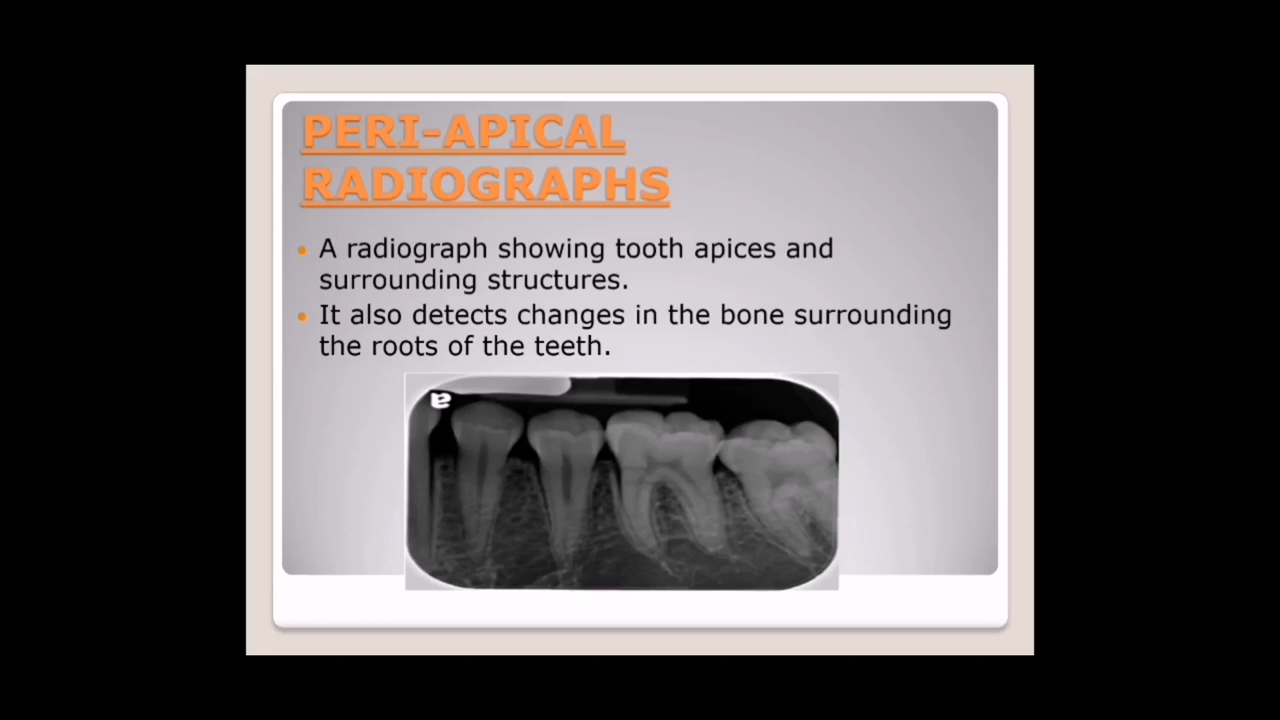 PERI-APICAL
RADIOGRAPHS
• A radiograph showing tooth apices and
surrounding structures.
• It also detects changes in the bone surrounding
the roots of the teeth.
a